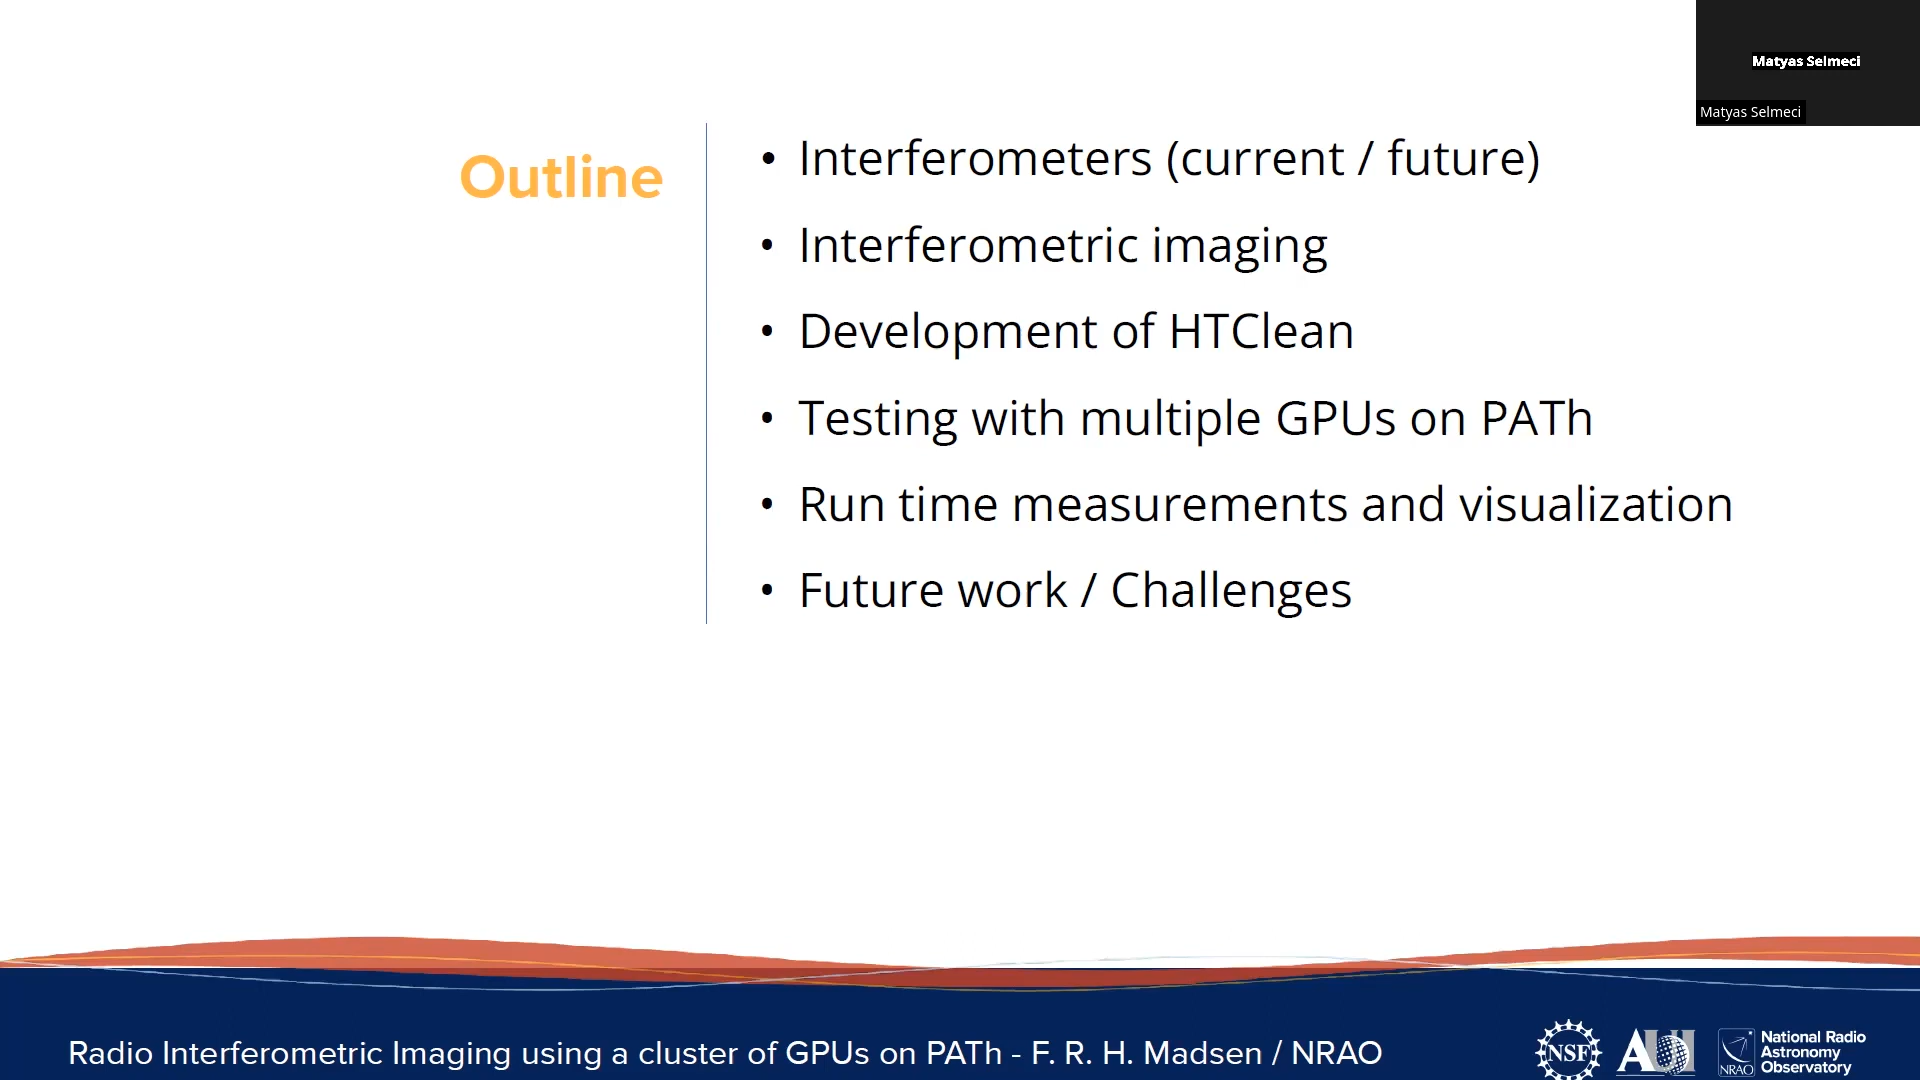 Matyas Selmeci
Matyas Selmeci
Outline
• Interferometers (current / future)
• Interferometric imaging
• Development of HTClean
• Testing with multiple GPUs on PATh
• Run time measurements and visualization
• Future work / Challenges
Radio Interferometric Imaging using a cluster of GPUs on PATh - F. R. H. Madsen / NRAO
NSF
AUI
NRAO
National Radio
Astronomy
Observatory